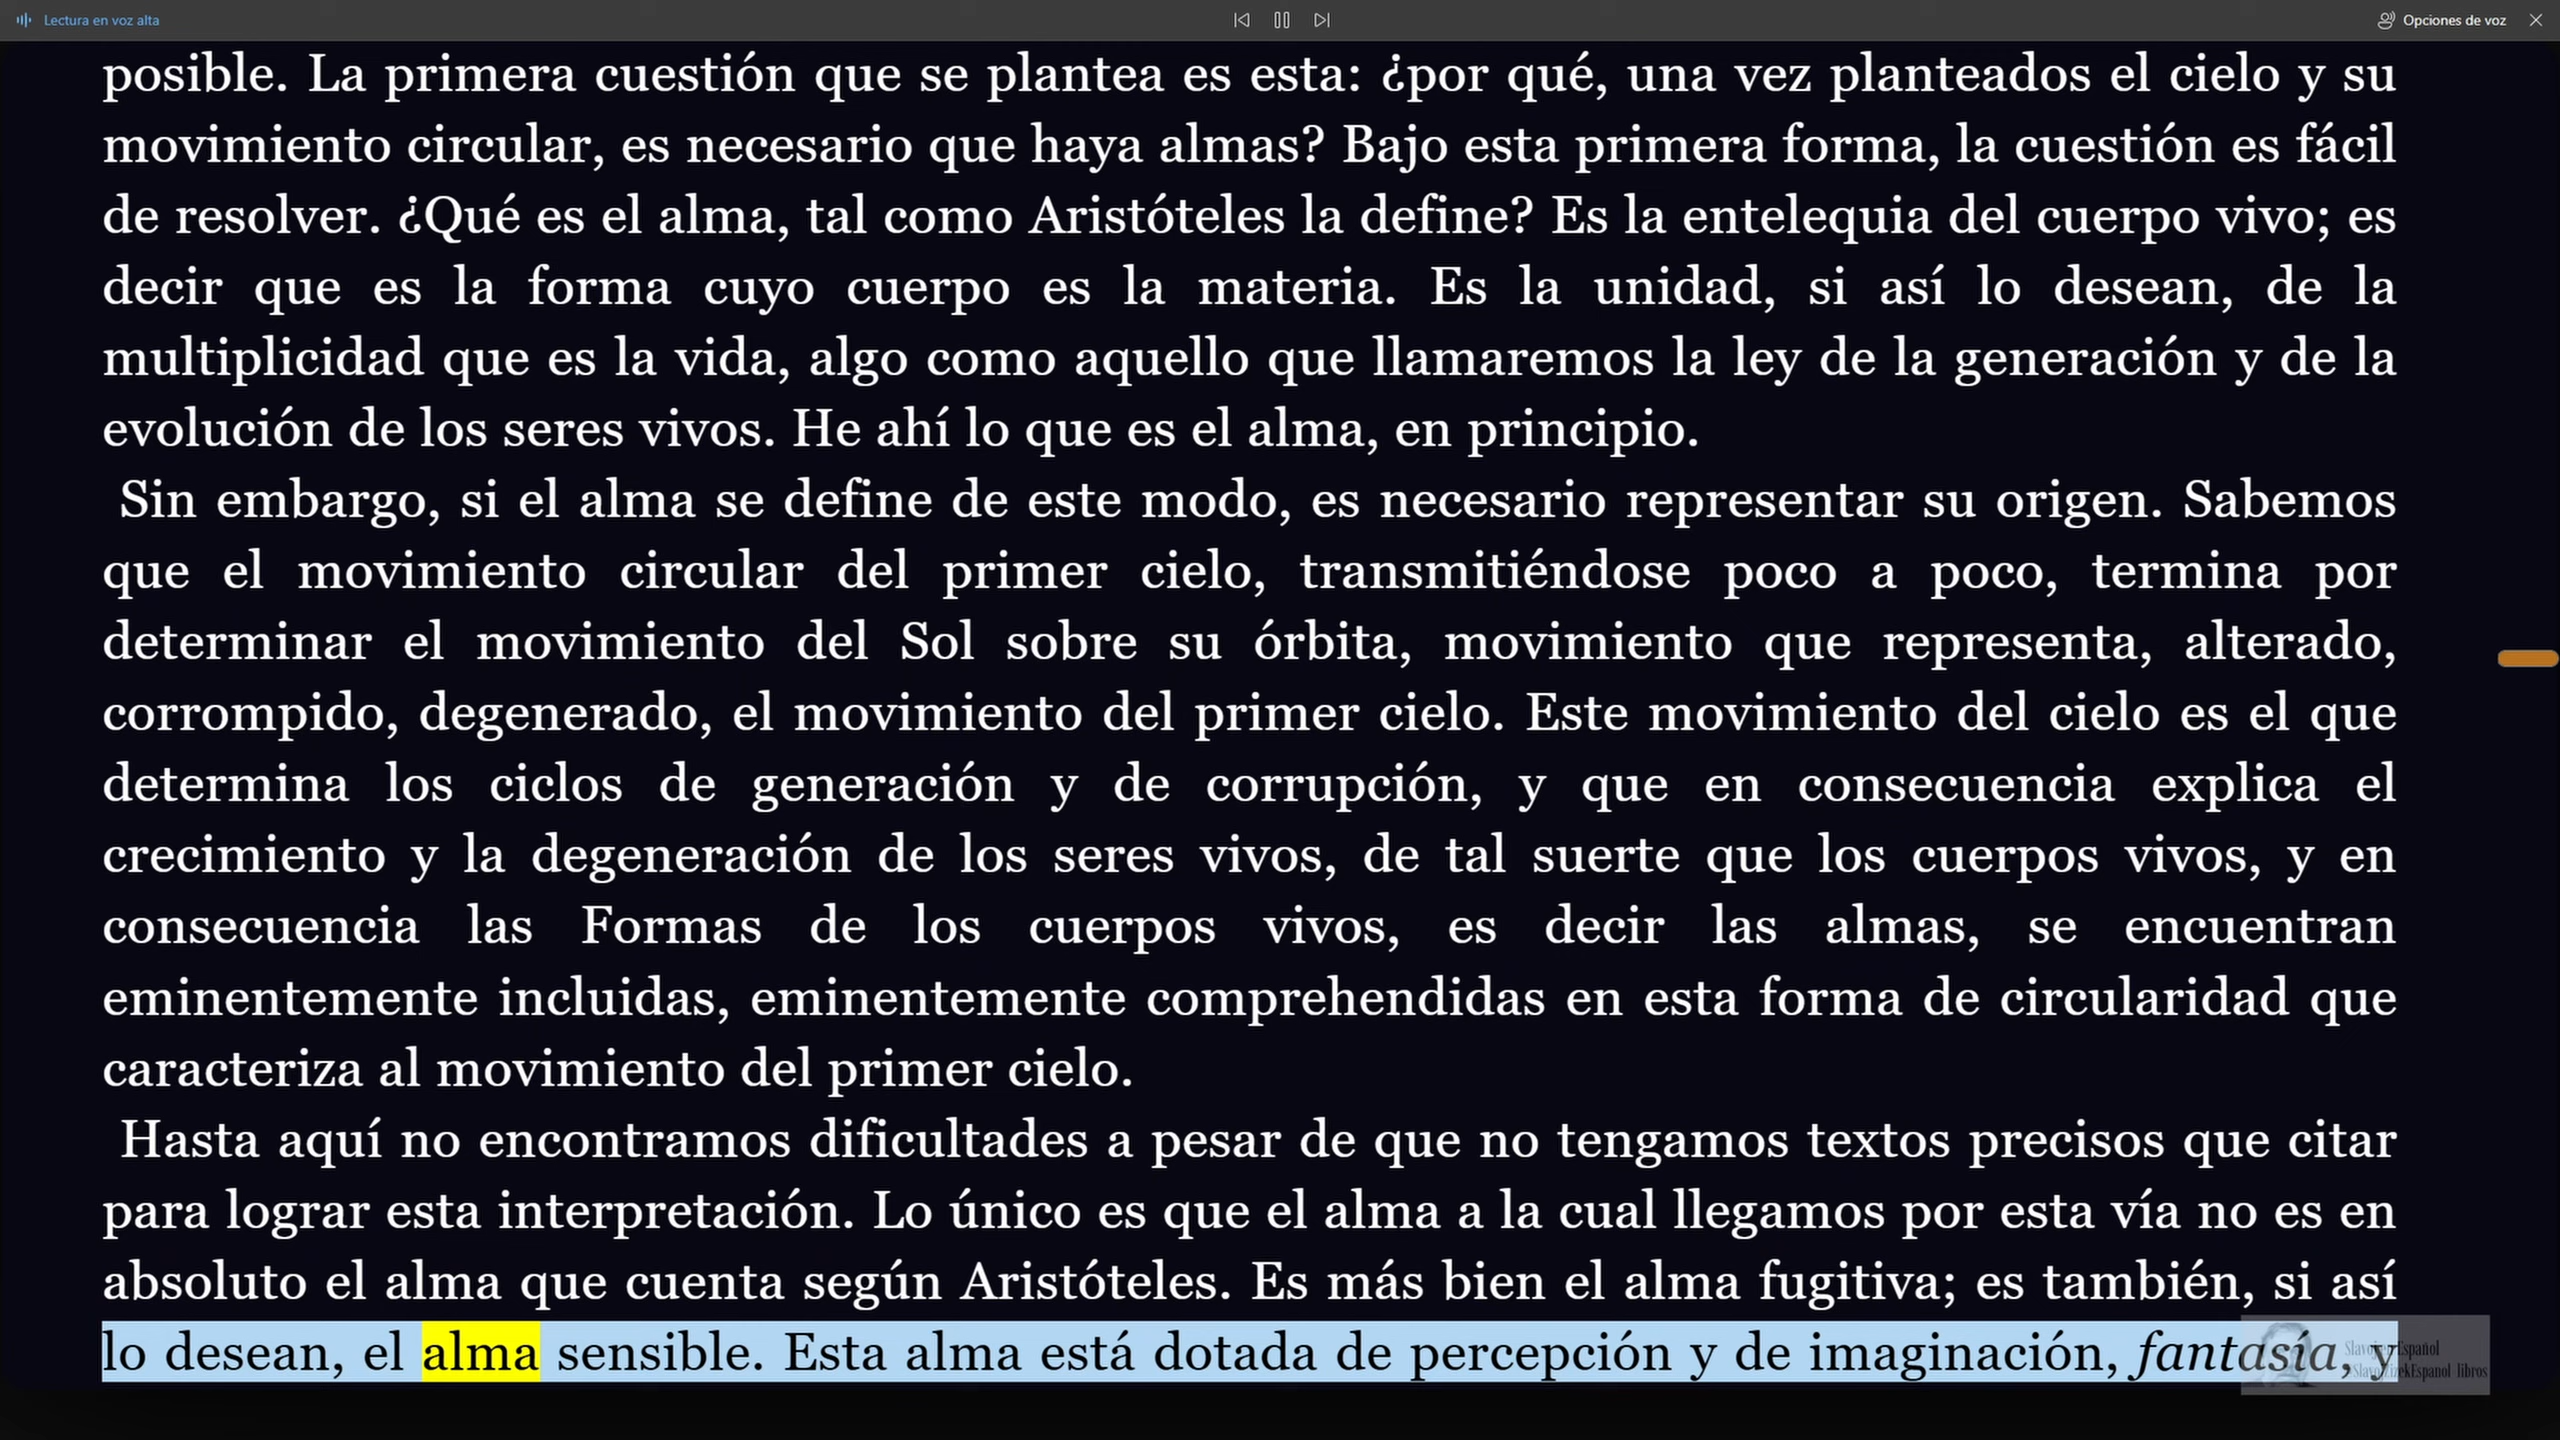 Lectura en voz alta
Opciones de voz
posible. La primera cuestión que se plantea es esta: ¿por qué, una vez planteados el cielo y su
movimiento circular, es necesario que haya almas? Bajo esta primera forma, la cuestión es fácil
de resolver. ¿Qué es el alma, tal como Aristóteles la define? Es la entelequia del cuerpo vivo; es
decir que es la forma cuyo cuerpo es la materia. Es la unidad, si así lo desean, de la
multiplicidad que es la vida, algo como aquello que llamaremos la ley de la generación y de la
evolución de los seres vivos. He ahí lo que es el alma, en principio.
Sin embargo, si el alma se define de este modo, es necesario representar su origen. Sabemos
que el movimiento circular del primer cielo, transmitiéndose poco a poco, termina por
determinar el movimiento del Sol sobre su órbita, movimiento que representa, alterado,
corrompido, degenerado, el movimiento del primer cielo. Este movimiento del cielo es el que
determina los ciclos de generación y de corrupción, y que en consecuencia explica el
crecimiento y la degeneración de los seres vivos, de tal suerte que los cuerpos vivos, y en
consecuencia las Formas de los cuerpos vivos, es decir las almas, se encuentran
eminentemente incluidas, eminentemente comprehendidas en esta forma de circularidad que
caracteriza al movimiento del primer cielo.
Hasta aquí no encontramos dificultades a pesar de que no tengamos textos precisos que citar
para lograr esta interpretación. Lo único es que el alma a la cual llegamos por esta vía no es en
absoluto el alma que cuenta según Aristóteles. Es más bien el alma fugitiva; es también, si así
lo desean, el alma sensible. Esta alma está dotada de percepción y de imaginación, fantasía, y
Español
libros